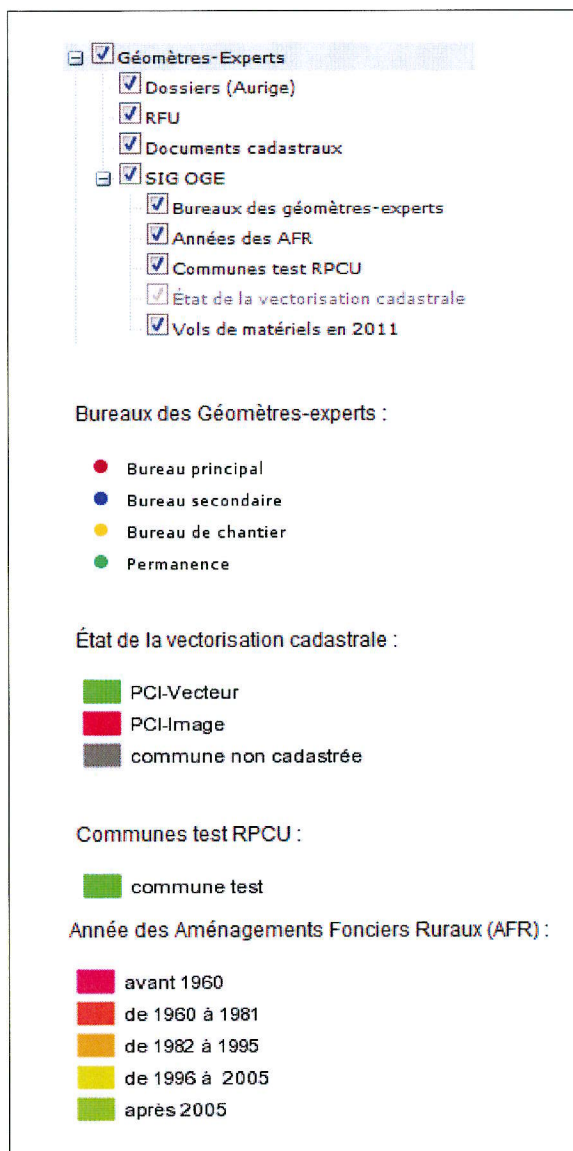 Géomètres-Experts
Dossiers (Aurige)
RFU
Documents cadastraux
SIG OGE
Bureaux des géomètres-experts
Années des AFR
Communes test RPCU
État de la vectorisation cadastrale
Vols de matériels en 2011
Bureaux des Géomètres-experts :
Bureau principal
Bureau secondaire
Bureau de chantier
Permanence
État de la vectorisation cadastrale :
PCI-Vecteur
PCI-Image
commune non cadastrée
Communes test RPCU :
commune test
Année des Aménagements Fonciers Ruraux (AFR) :
avant 1960
de 1960 à 1981
de 1982 à 1995
de 1996 à 2005
après 2005